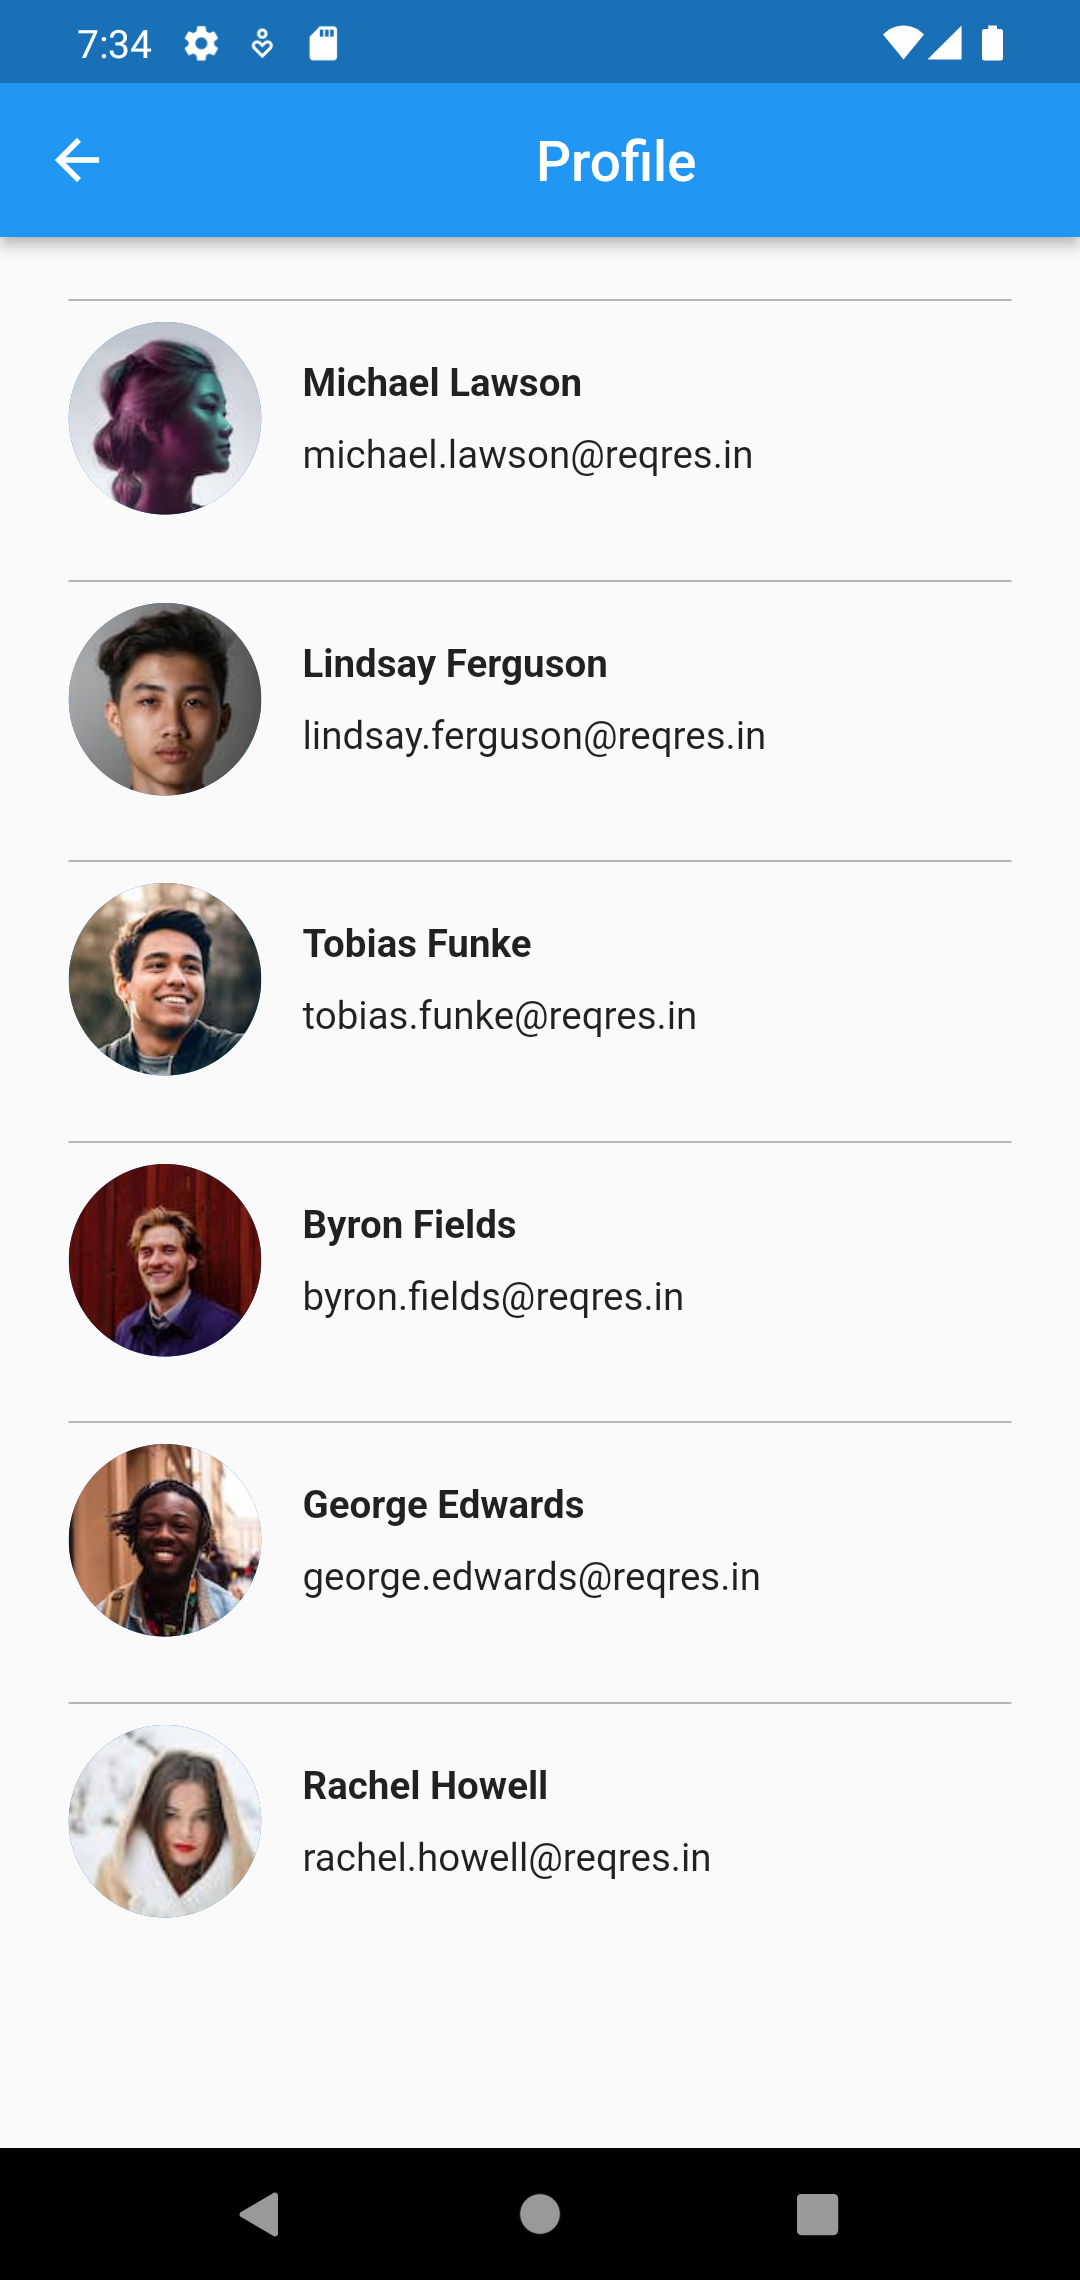 7:34
Profile
Michael Lawson
michael.lawson@reqres.in
Lindsay Ferguson
lindsay.ferguson@reqres.in
Tobias Funke
tobias.funke@reqres.in
Byron Fields
byron.fields@reqres.in
George Edwards
george.edwards@reqres.in
Rachel Howell
rachel.howell@reqres.in